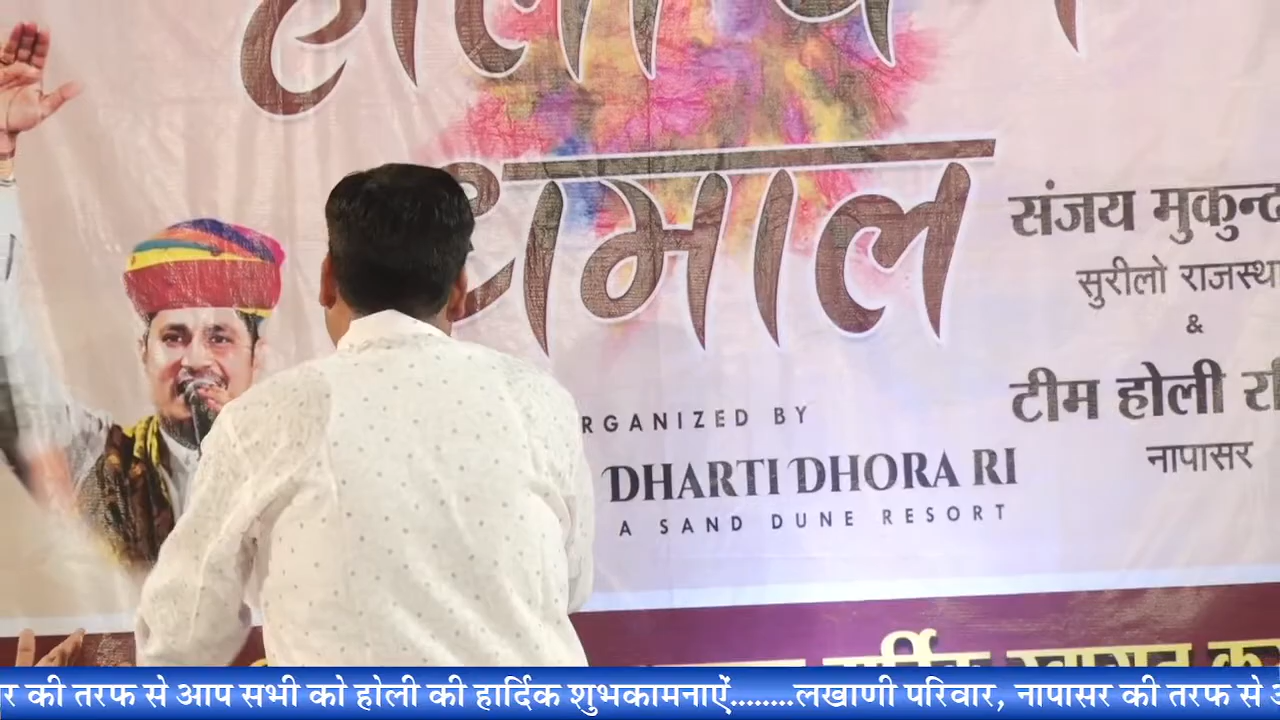 धमाल
संजय मुकुन्द
सुरीलो राजस्था
&
टीम होली र
नापासर
RGANIZED BY
DHARTI DHORA RI
A SAND DUNE RESORT
हार्दिक स्वागत क
र की तरफ से आप सभी को होली की हार्दिक शुभकामनाऐं........लखाणी परिवार, नापासर की तरफ से